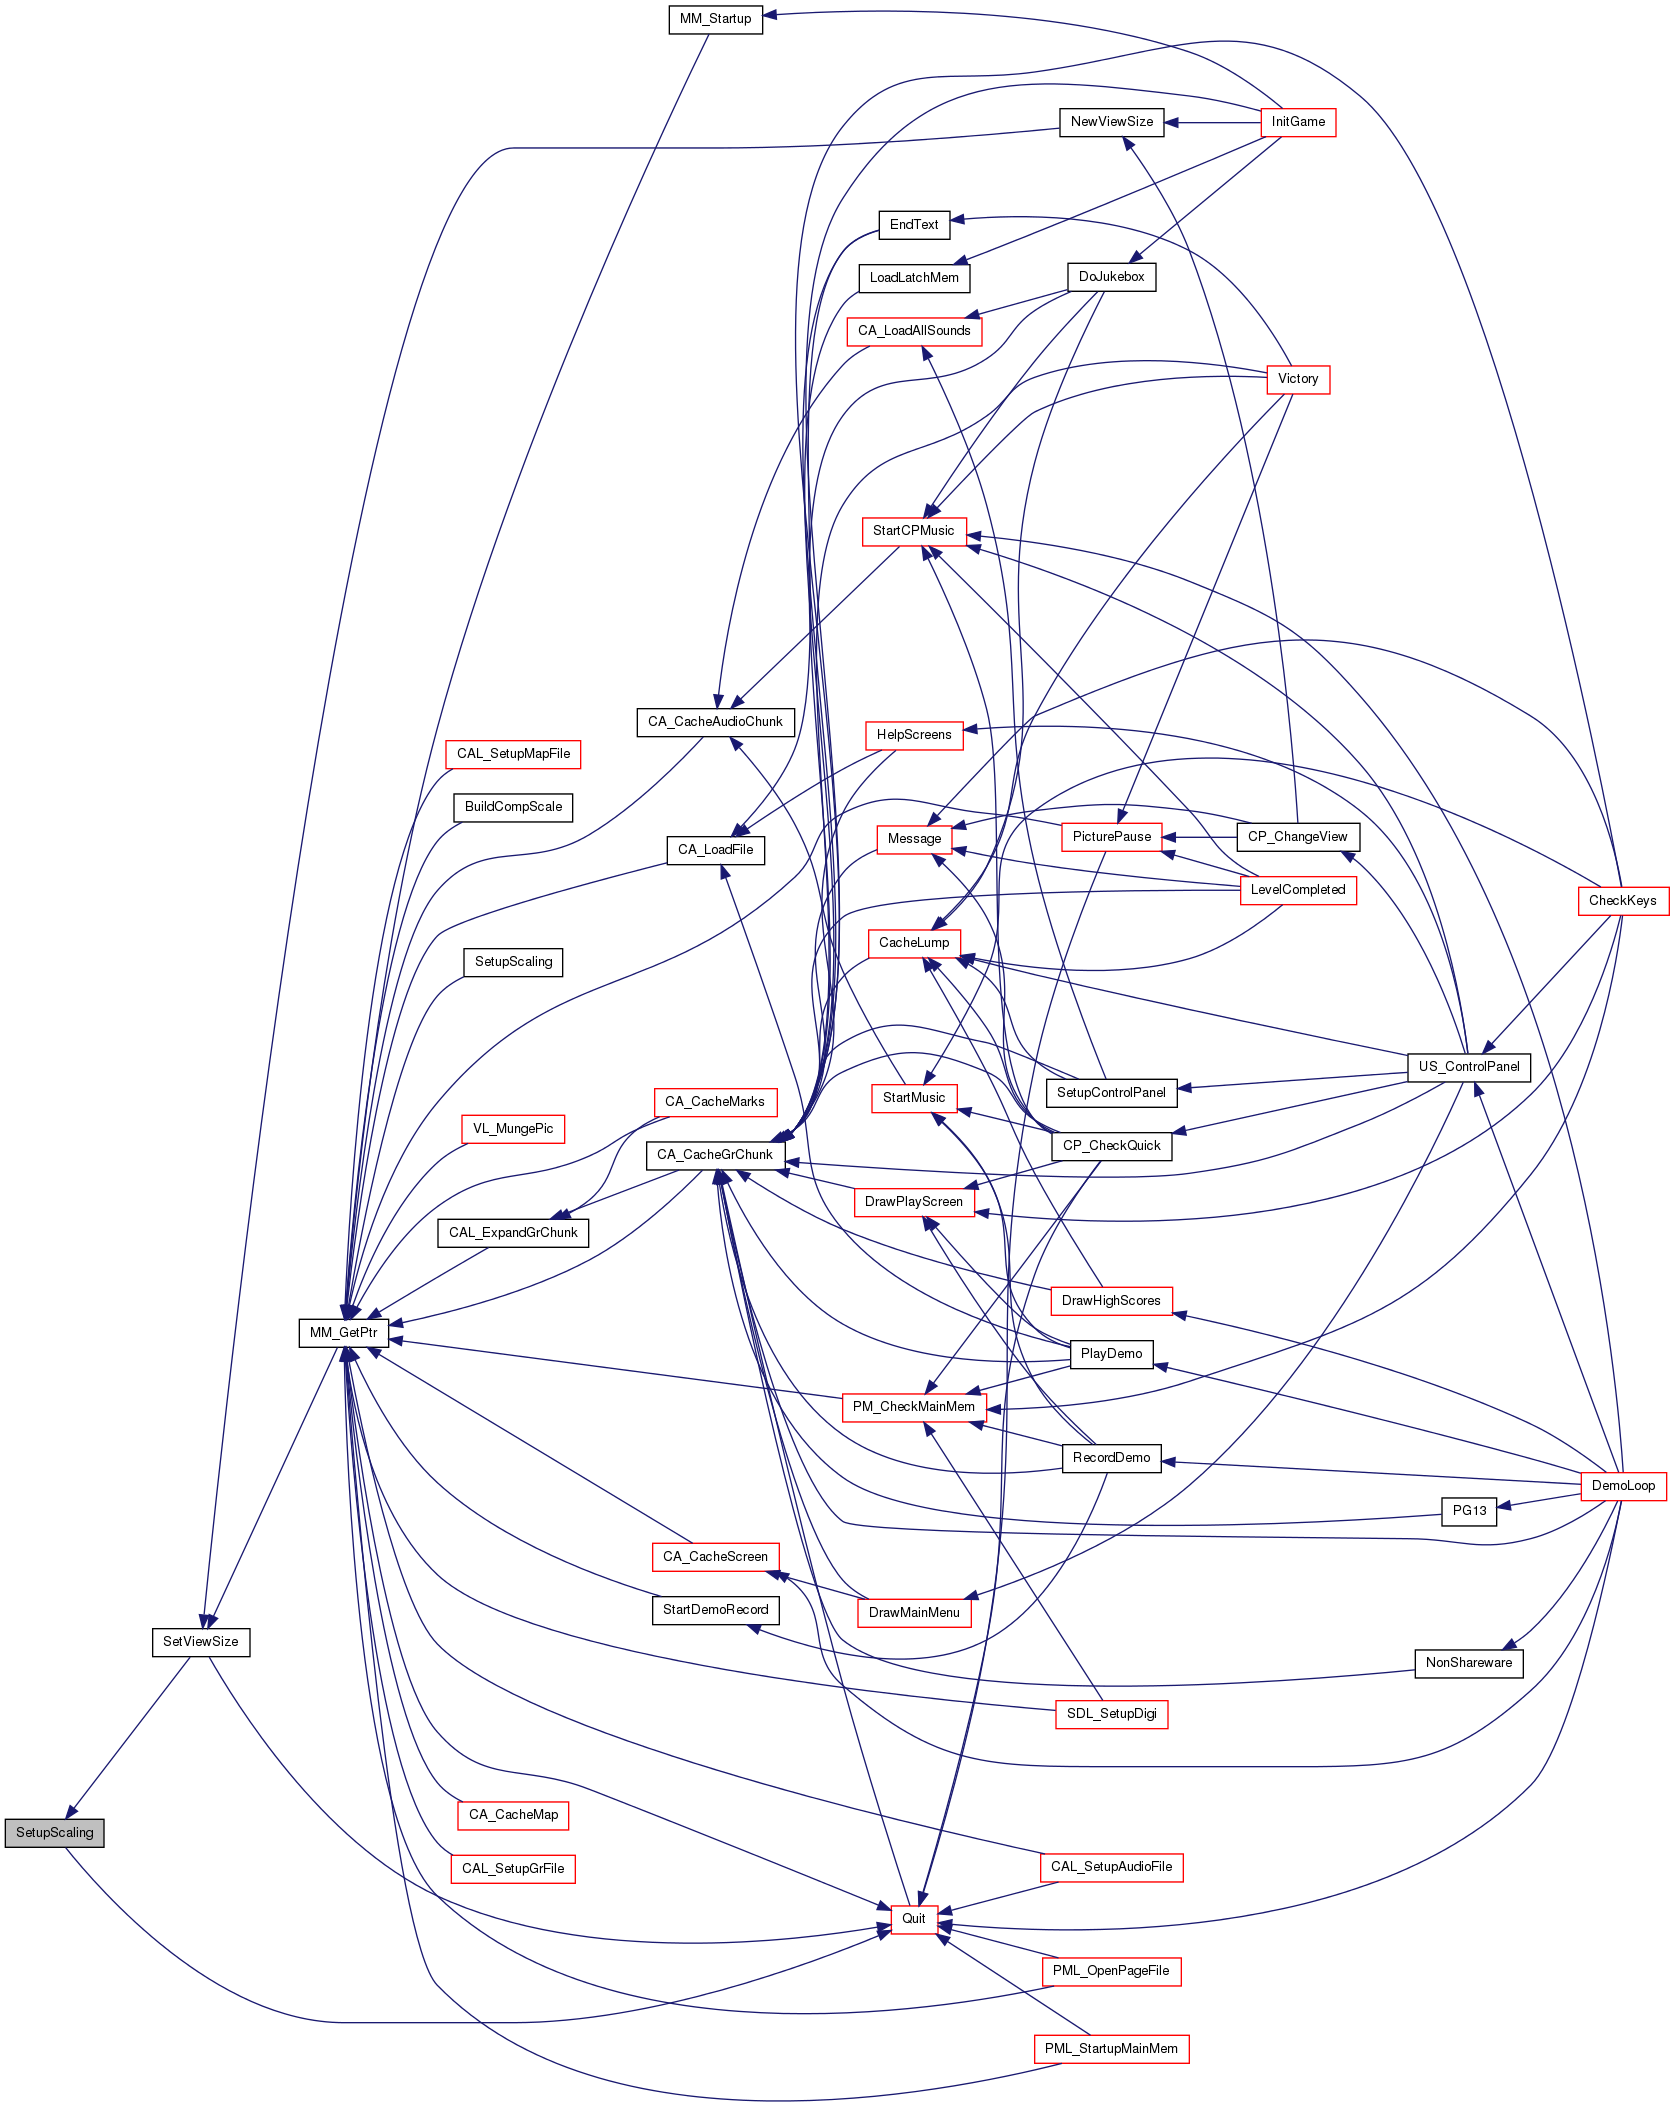 MM_Startup
NewViewSize
InitGame
EndText
LoadLatchMem
DoJukebox
CA_LoadAllSounds
Victory
StartCPMusic
CA_CacheAudioChunk
HelpScreens
CAL_SetupMapFile
BuildCompScale
CA_LoadFile
Message
PicturePause
CP_ChangeView
LevelCompleted
CheckKeys
CacheLump
SetupScaling
US_ControlPanel
SetupControlPanel
StartMusic
CA_CacheMarks
VL_MungePic
CP_CheckQuick
CA_CacheGrChunk
DrawPlayScreen
CAL_ExpandGrChunk
DrawHighScores
MM_GetPtr
PlayDemo
PM_CheckMainMem
RecordDemo
DemoLoop
PG13
CA_CacheScreen
StartDemoRecord
DrawMainMenu
SetViewSize
NonShareware
SDL_SetupDigi
CA_CacheMap
SetupScaling
CAL_SetupGrFile
CAL_SetupAudioFile
Quit
PML_OpenPageFile
PML_StartupMainMem